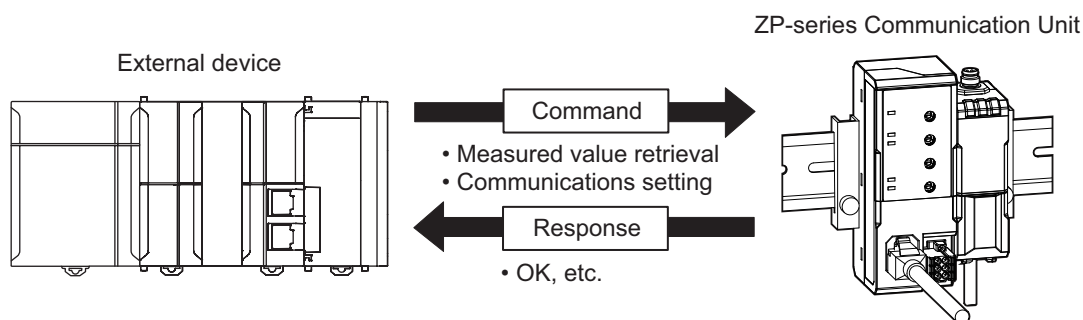 ZP-series Communication Unit
External device
Command
• Measured value retrieval
• Communications setting
Response
• OK, etc.